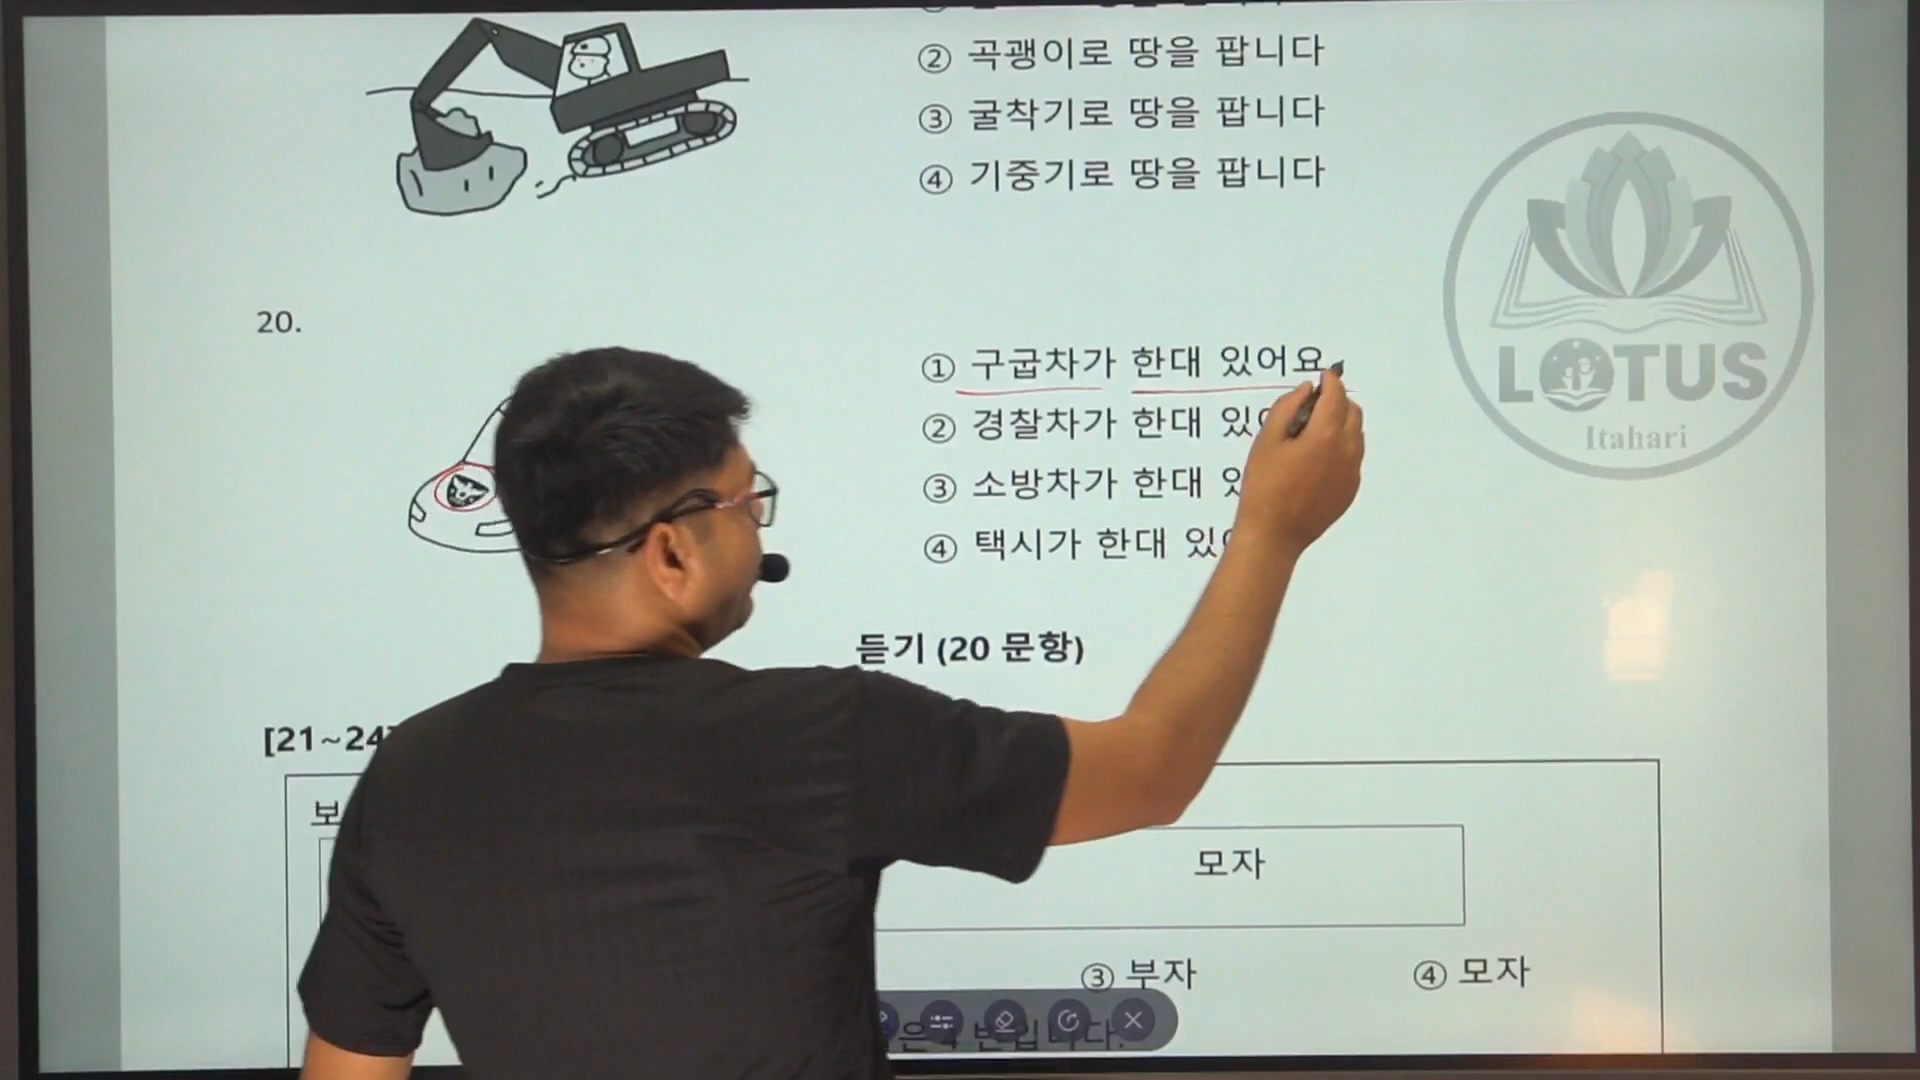 ② 곡괭이로 땅을 팝니다
③ 굴착기로 땅을 팝니다
④ 기중기로 땅을 팝니다
20.
① 구굽차가 한대 있어요
② 경찰차가 한대
③ 소방차가 한대
④ 택시가 한대
LOTUS
Itahari
듣기 (20 문항)
[21~24
보
모자
③ 부자
④ 모자